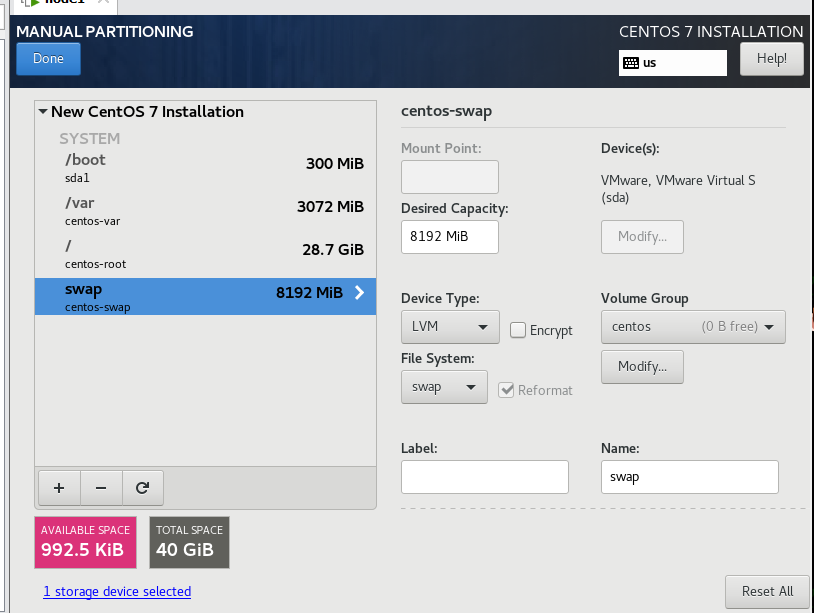 node1
MANUAL PARTITIONING
CENTOS 7 INSTALLATION
Done
us
Help!
New CentOS 7 Installation
SYSTEM
/boot
300 MiB
sda1
/var
3072 MiB
centos-var
/
28.7 GiB
centos-root
swap
8192 MiB
centos-swap
+ −
AVAILABLE SPACE
992.5 KiB
TOTAL SPACE
40 GiB
1 storage device selected
centos-swap
Mount Point:
Device(s):
VMware, VMware Virtual S
(sda)
Desired Capacity:
8192 MiB
Modify...
Device Type:
Volume Group
LVM
Encrypt
centos (0 B free)
File System:
Modify...
swap
Reformat
Label:
Name:
swap
Reset All